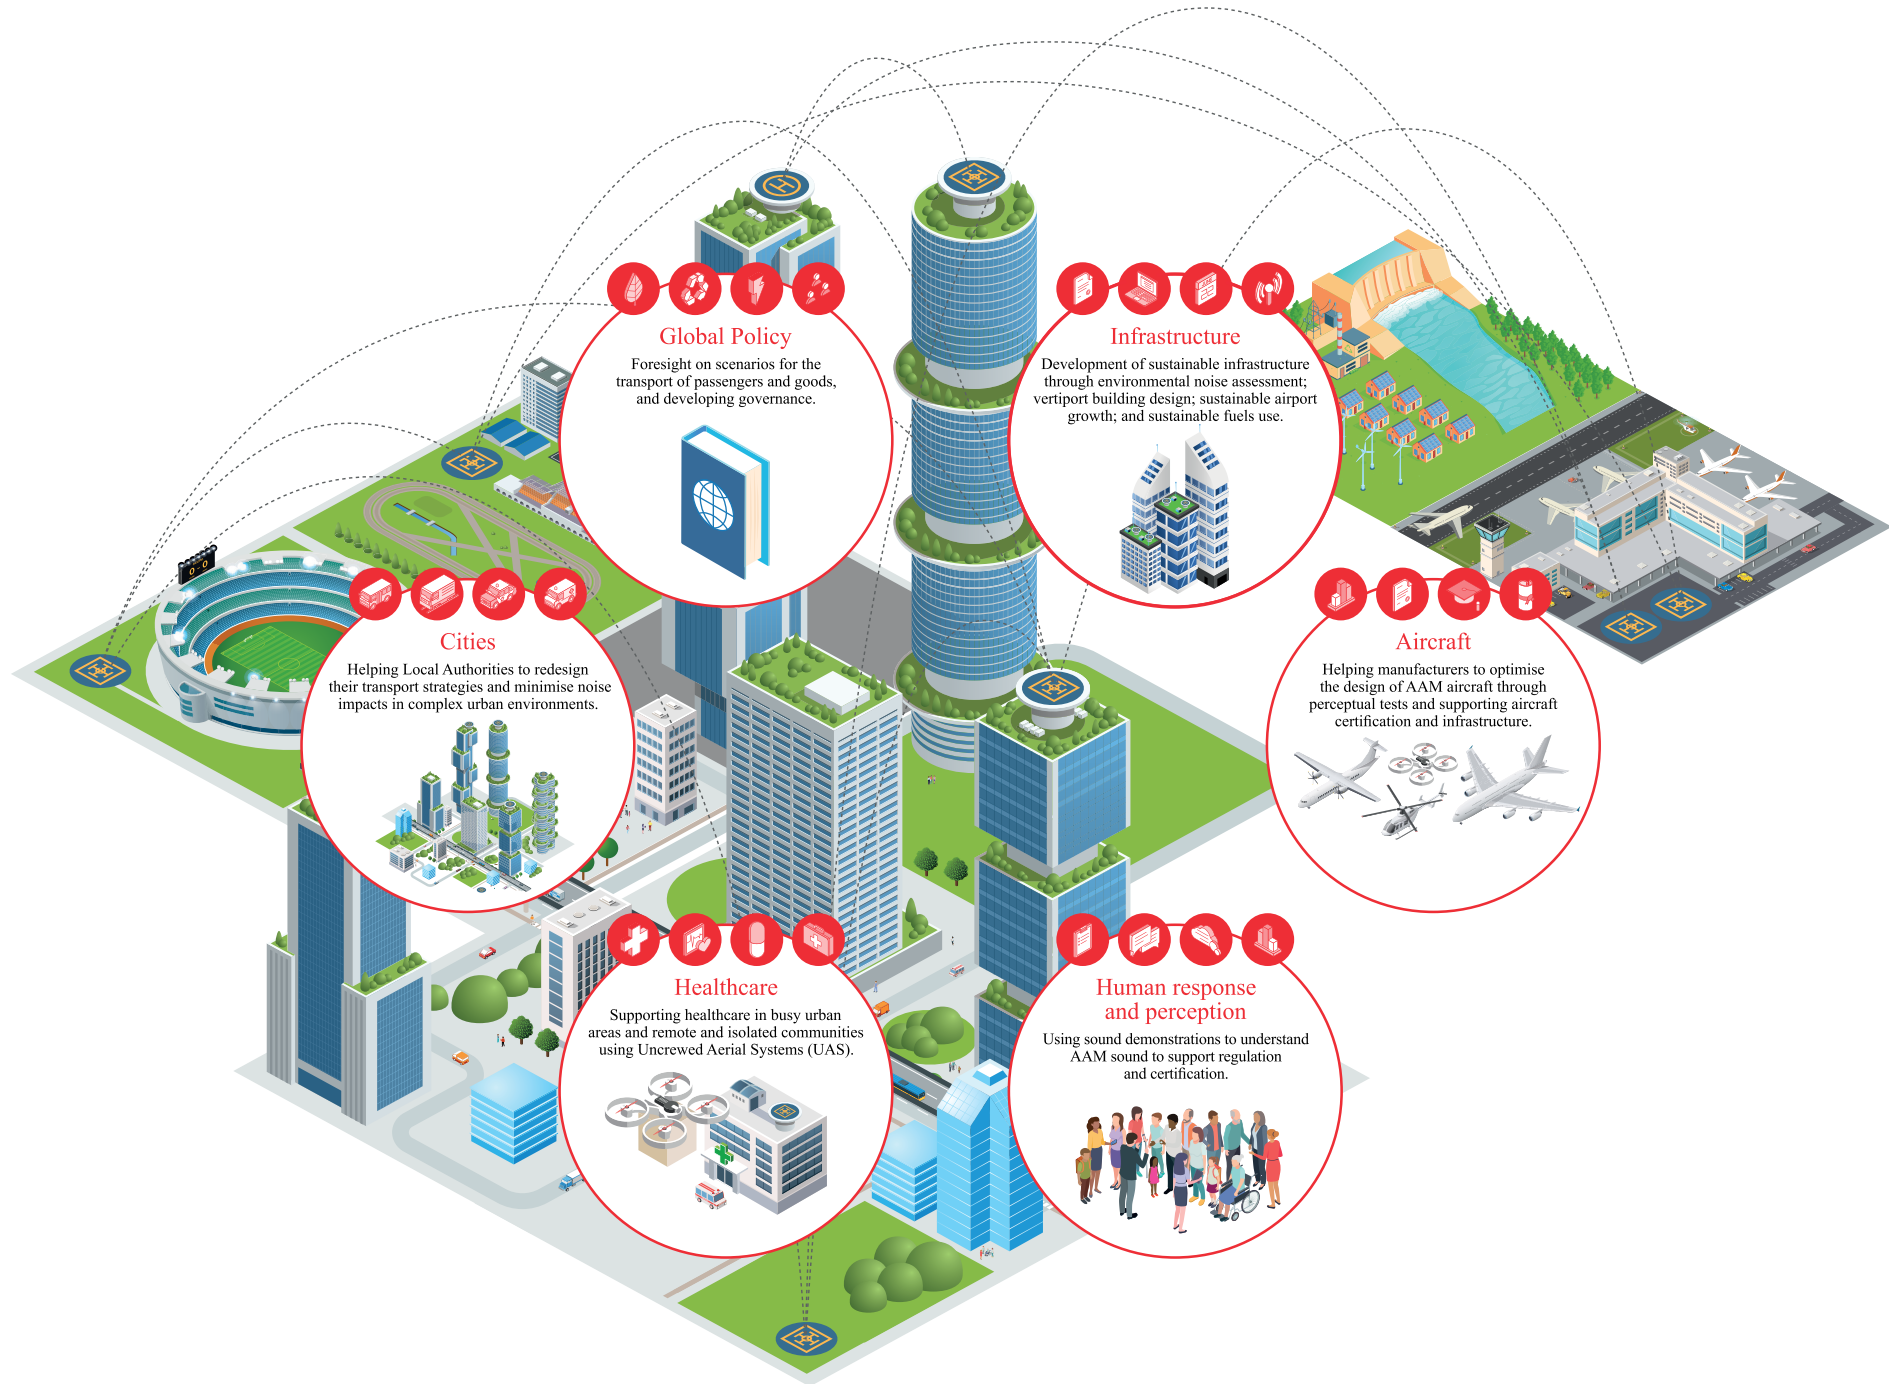 Global Policy
Foresight on scenarios for the
transport of passengers and goods,
and developing governance.
Infrastructure
Development of sustainable infrastructure
through environmental noise assessment;
vertiport building design; sustainable airport
growth; and sustainable fuels use.
0 - 0
Cities
Helping Local Authorities to redesign
their transport strategies and minimise noise
impacts in complex urban environments.
Aircraft
Helping manufacturers to optimise
the design of AAM aircraft through
perceptual tests and supporting aircraft
certification and infrastructure.
Healthcare
Supporting healthcare in busy urban
areas and remote and isolated communities
using Uncrewed Aerial Systems (UAS).
Human response
and perception
Using sound demonstrations to understand
AAM sound to support regulation
and certification.
H